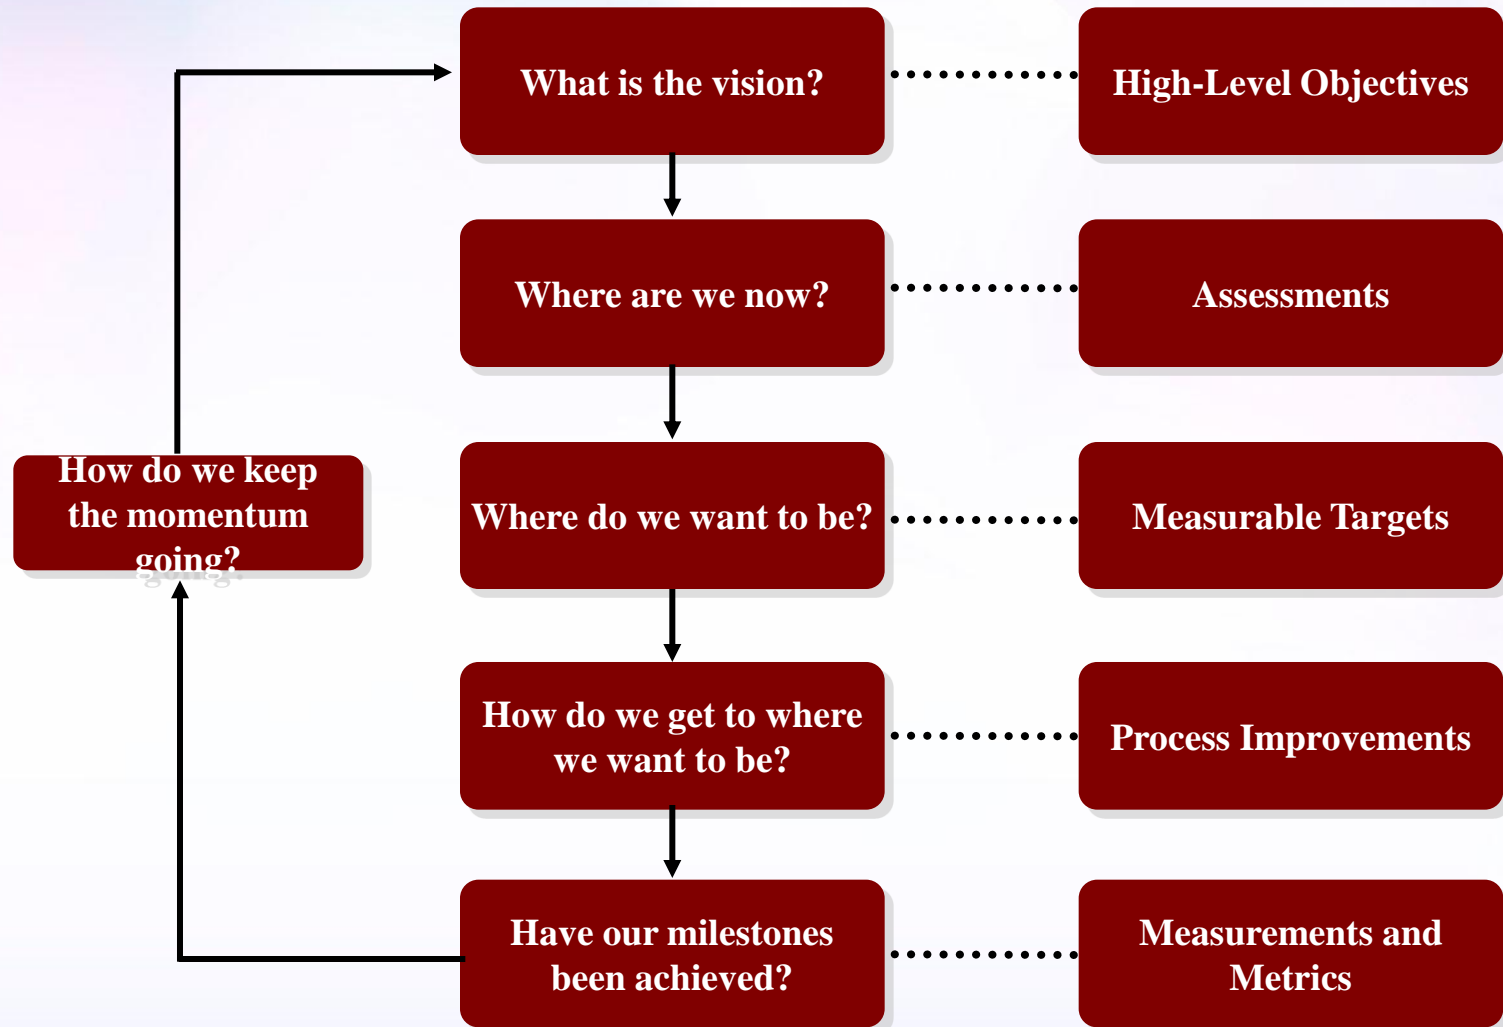 What is the vision?
High-Level Objectives
Where are we now?
Assessments
How do we keep
the momentum
going?
Where do we want to be?
Measurable Targets
How do we get to where
we want to be?
Process Improvements
Have our milestones
been achieved?
Measurements and
Metrics